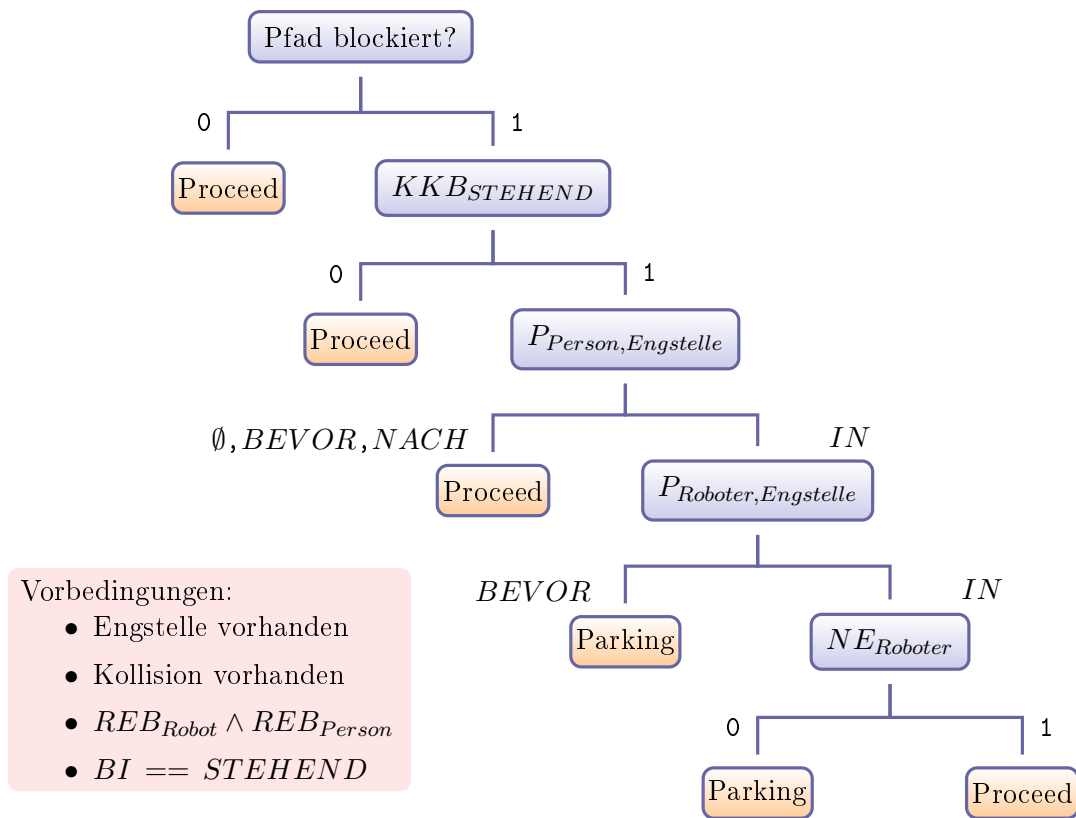 Pfad blockiert?
0 1
Proceed KKB_STEHEND
0 1
Proceed P_Person,Engstelle
∅,BEVOR,NACH IN
Proceed P_Roboter,Engstelle
BEVOR IN
Parking NE_Roboter
0 1
Parking Proceed
Vorbedingungen:
• Engstelle vorhanden
• Kollision vorhanden
• REB_Robot ∧ REB_Person
• BI == STEHEND